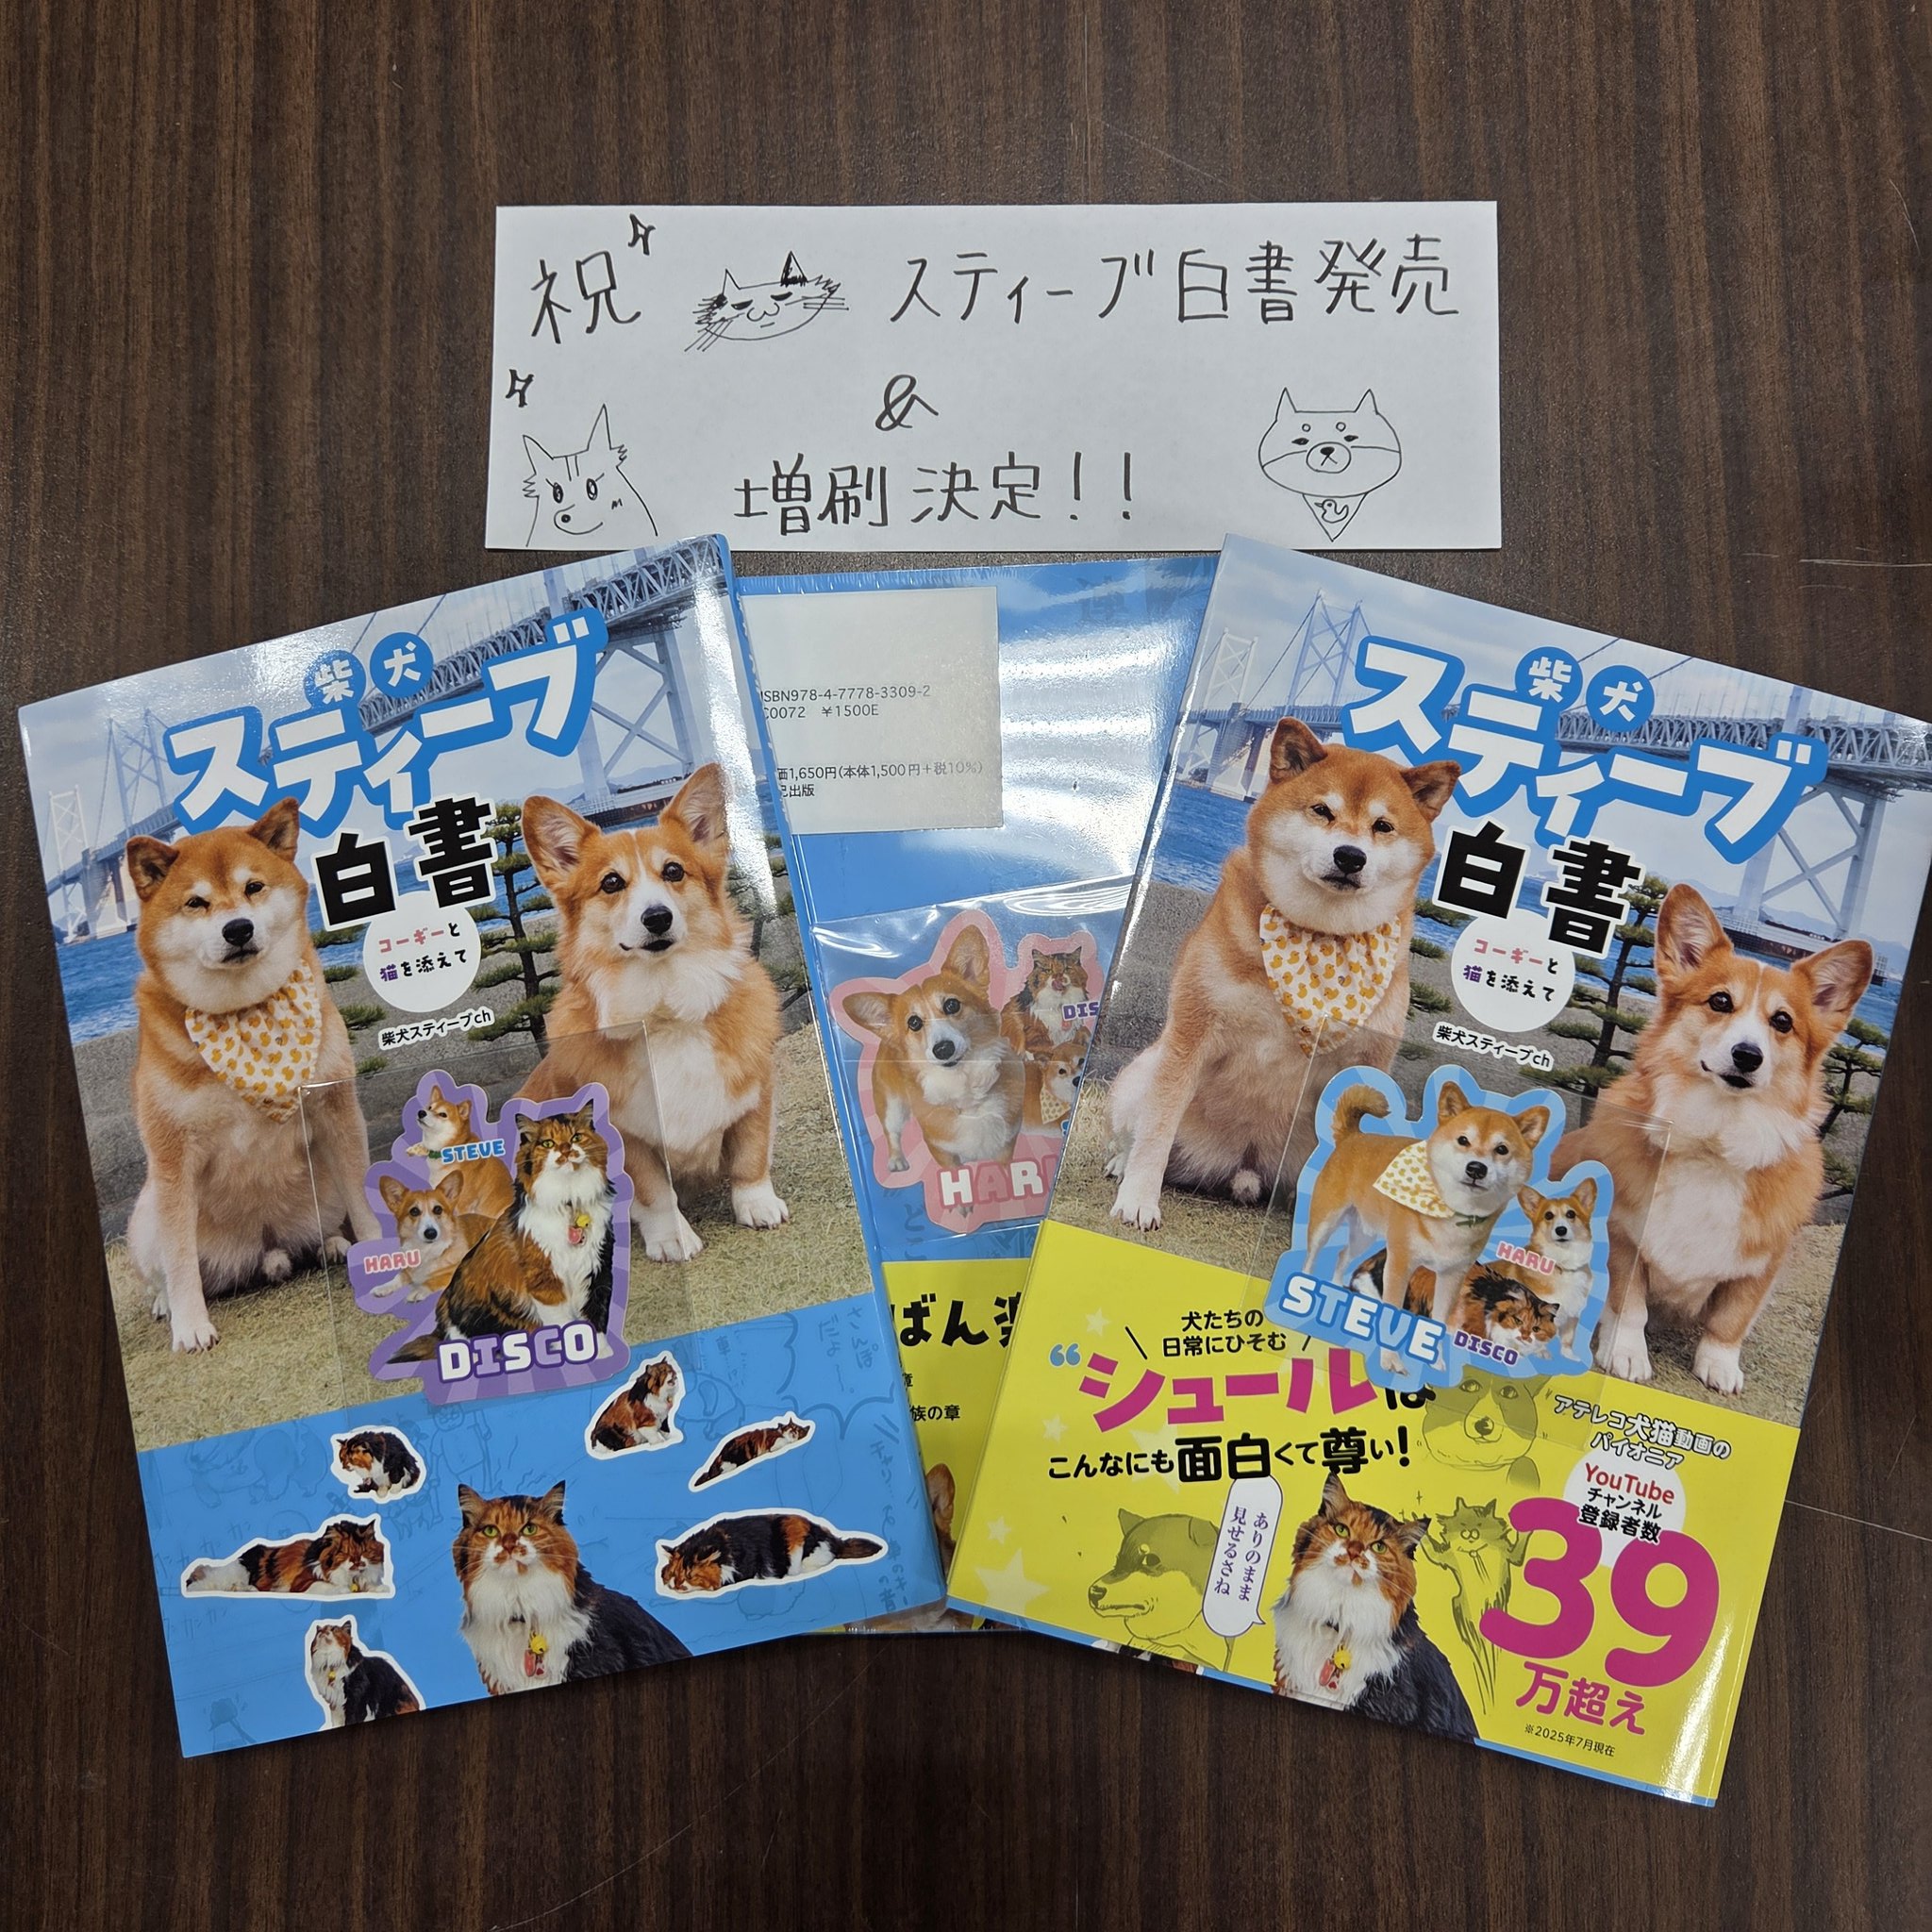 祝 スティーブ白書発売
&
増刷決定!!
柴犬
スティーブ
白書
コーギーと
猫を添えて
柴犬スティーブch
STEVE
HARU
DISCO
ISBN978-4-7778-3309-2
C0072 ¥1500E
価1,650円(本体1,500円+税10%)
出版
DIS
HARU
ばん
章
族の章
柴犬
スティーブ
白書
コーギーと
猫を添えて
柴犬スティーブch
STEVE
HARU
DISCO
犬たちの
日常にひそむ
“シュールは
こんなにも面白くて尊い!
ありのまま
見せるさね
アテレコ犬猫動画の
パイオニア
YouTube
チャンネル
登録者数
39
万超え
※2025年7月現在